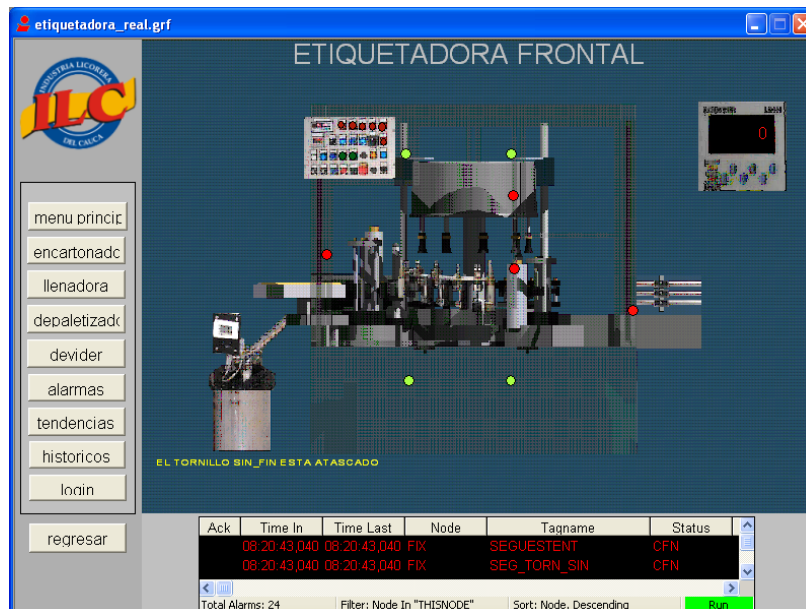 etiquetadora_real.grf
ETIQUETADORA FRONTAL
INDUSTRIA LICORERA
ILC
DEL CAUCA
0
menu princip
encartonadc
llenadora
depaletizadc
devider
alarmas
tendencias
historicos
login
regresar
EL TORNILLO SIN_FIN ESTA ATASCADO
Ack Time In Time Last Node Tagname Status
08:20:43,040 08:20:43,040 FIX SEGUESTENT CFN
08:20:43,040 08:20:43,040 FIX SEG_TORN_SIN CFN
Total Alarms: 24 Filter: Node In "THISNODE" Sort: Node, Descending Run